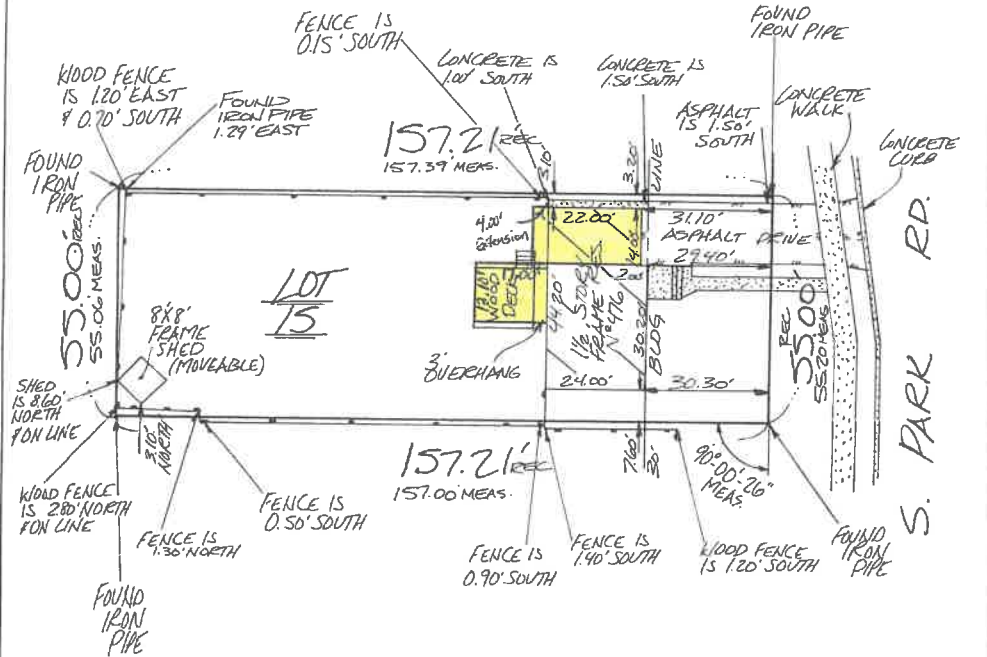 FENCE IS
0.15' SOUTH
FOUND
IRON PIPE
CONCRETE IS
1.00' SOUTH
CONCRETE IS
1.50' SOUTH
WOOD FENCE
IS 1.20' EAST
& 0.70' SOUTH
FOUND
IRON PIPE
1.29' EAST
ASPHALT
IS 1.50'
SOUTH
CONCRETE
WALK
CONCRETE
CURB
157.21' REC
157.39' MEAS.
3.10'
3.20'
LINE
FOUND
IRON
PIPE
4.00'
Extension
22.00'
14.00'
31.10'
ASPHALT DRIVE
29.40'
2.00'
55.00' REC
55.06' MEAS.
LOT
15
WOOD
DECK
44.20'
1½ STORY
FRAME RES.
Nº 476
30.20'
BLDG
55.00' REC
55.20 MEAS
S. PARK RD.
8'X8'
FRAME
SHED
(MOVEABLE)
3'
OVERHANG
24.00'
30.30'
SHED
IS 8.60'
NORTH
& ON LINE
3.10'
NORTH
157.21' REC
157.00' MEAS.
7.60'
30'
90°-00'-26"
MEAS.
WOOD FENCE
IS 2.80' NORTH
& ON LINE
FENCE IS
1.30' NORTH
FENCE IS
0.50' SOUTH
FENCE IS
0.90' SOUTH
FENCE IS
1.40' SOUTH
WOOD FENCE
IS 1.20' SOUTH
FOUND
IRON
PIPE
FOUND
IRON
PIPE